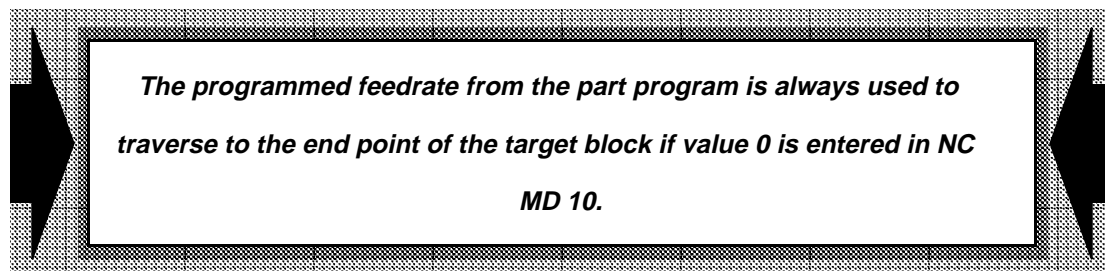 The programmed feedrate from the part program is always used to
traverse to the end point of the target block if value 0 is entered in NC
MD 10.